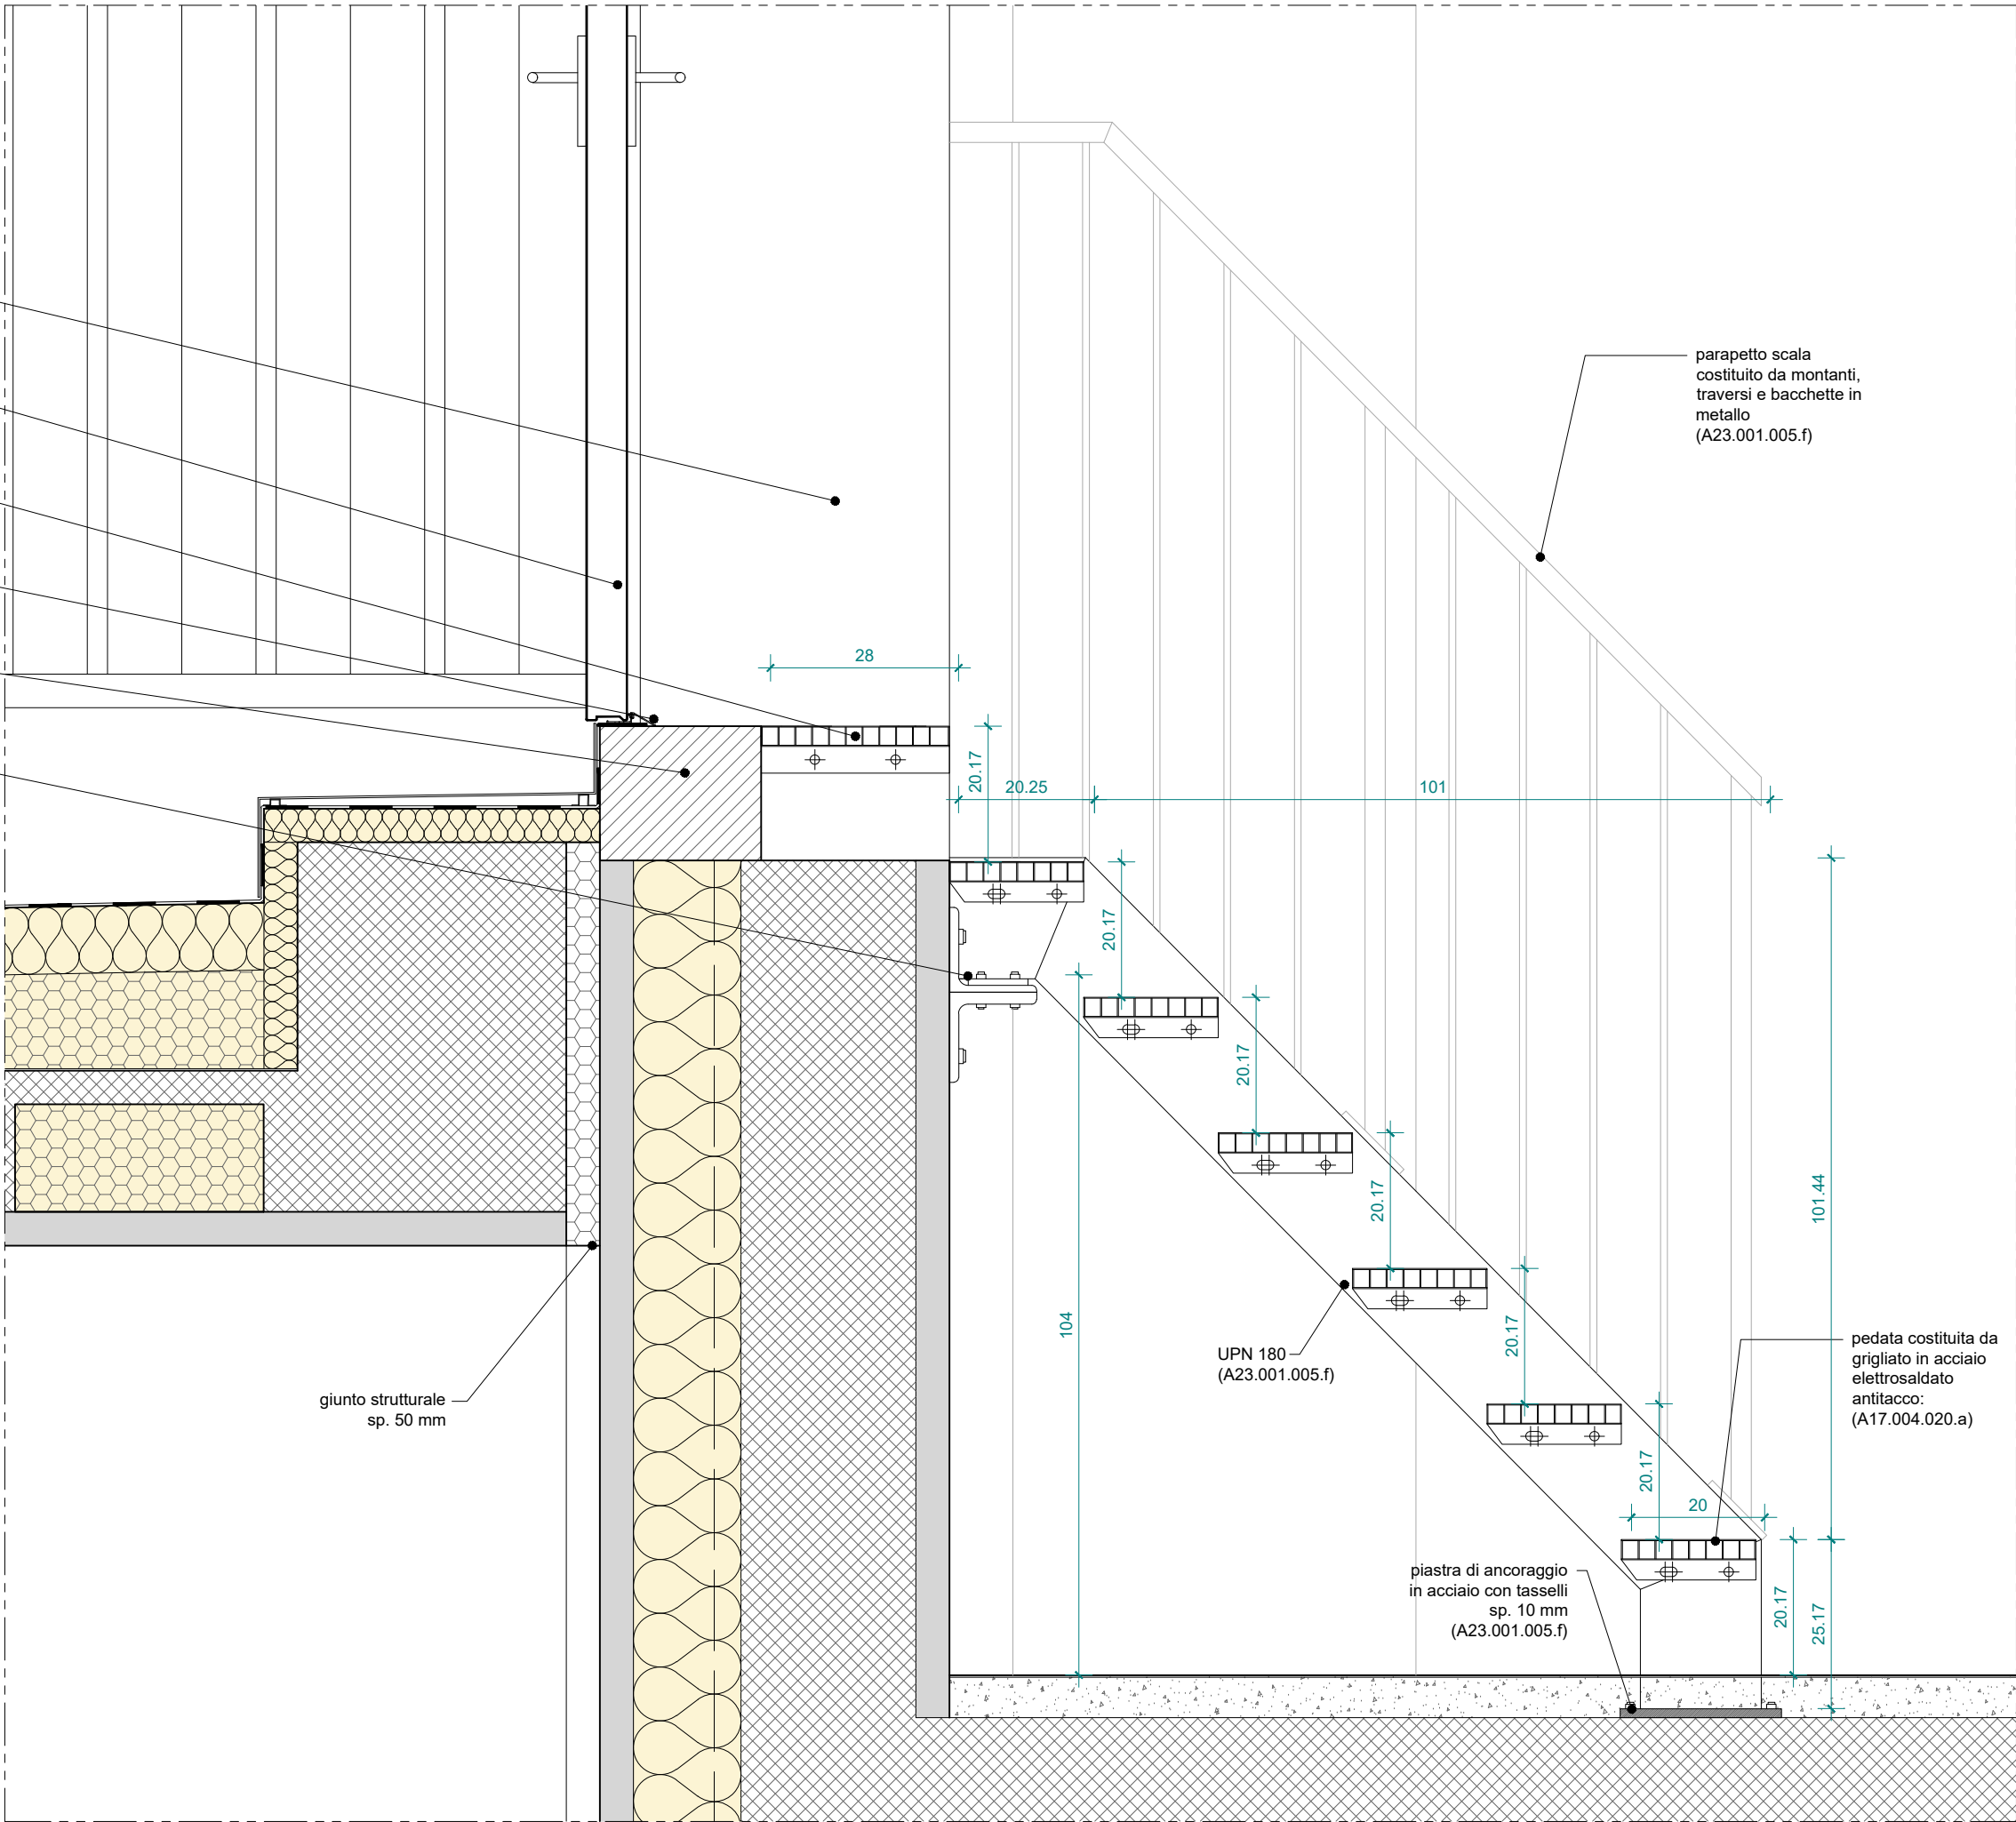 parapetto scala
costituito da montanti,
traversi e bacchette in
metallo
(A23.001.005.f)
28
20.17
20.25
101
20.17
20.17
20.17
101.44
104
20.17
UPN 180
(A23.001.005.f)
pedata costituita da
grigliato in acciaio
elettrosaldato
antitacco:
(A17.004.020.a)
giunto strutturale
sp. 50 mm
20.17
20
piastra di ancoraggio
in acciaio con tasselli
sp. 10 mm
(A23.001.005.f)
20.17
25.17